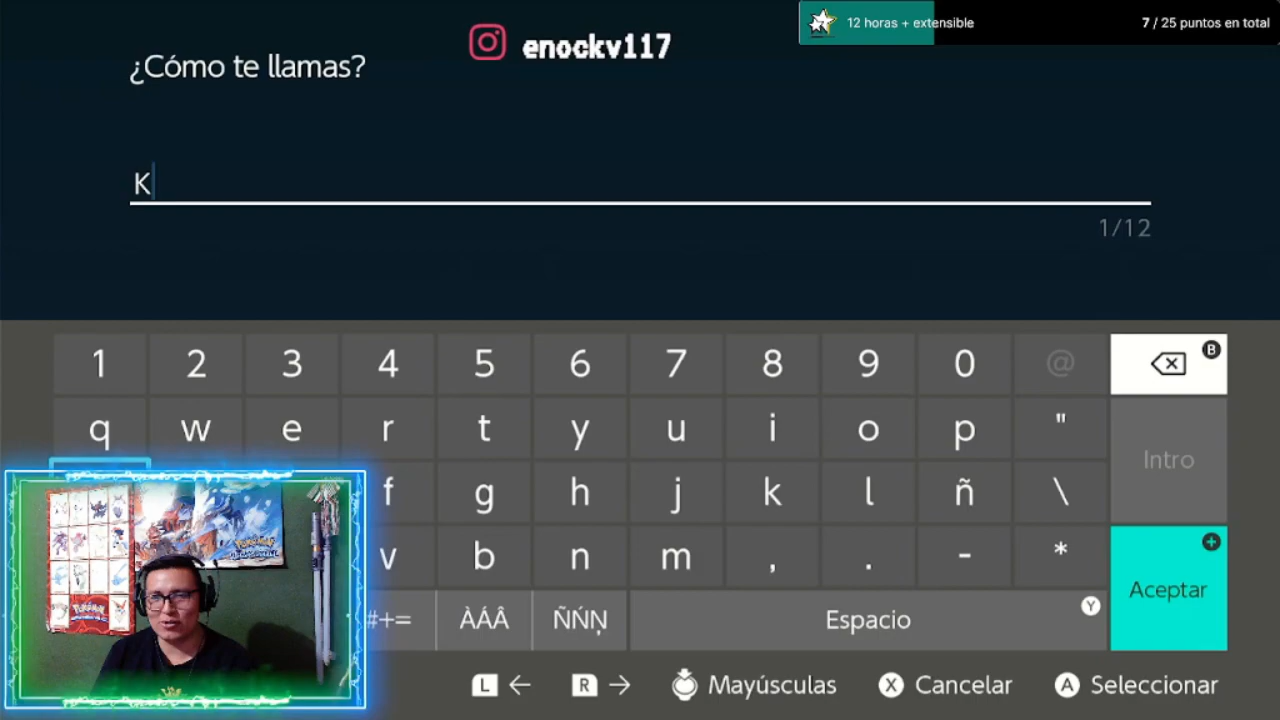 12 horas + extensible
7 / 25 puntos en total
enockv117
¿Cómo te llamas?
K
1/12
1 2 3 4 5 6 7 8 9 0 @ B
q w e r t y u i o p "
Intro
f g h j k l ñ \
v b n m , . - * +
Aceptar
#+= ÀÁÂ ÑŃŅ Espacio Y
L ← R → Mayúsculas X Cancelar A Seleccionar
POKÉMON